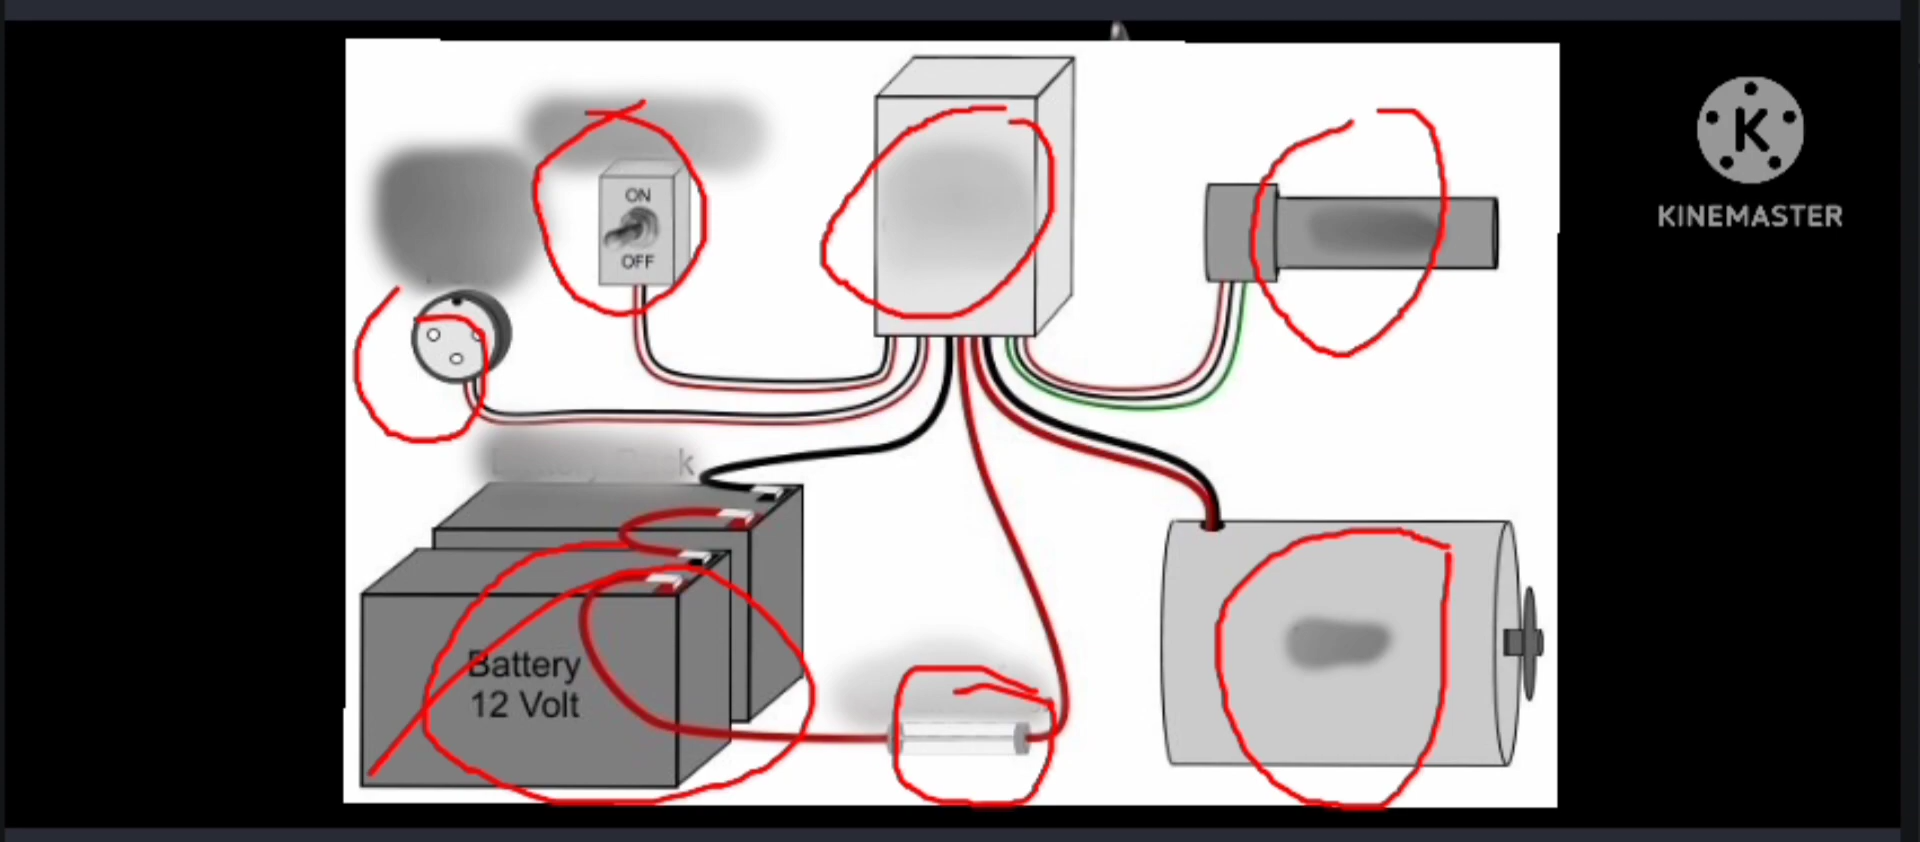 ON
OFF
K
KINEMASTER
Battery
12 Volt